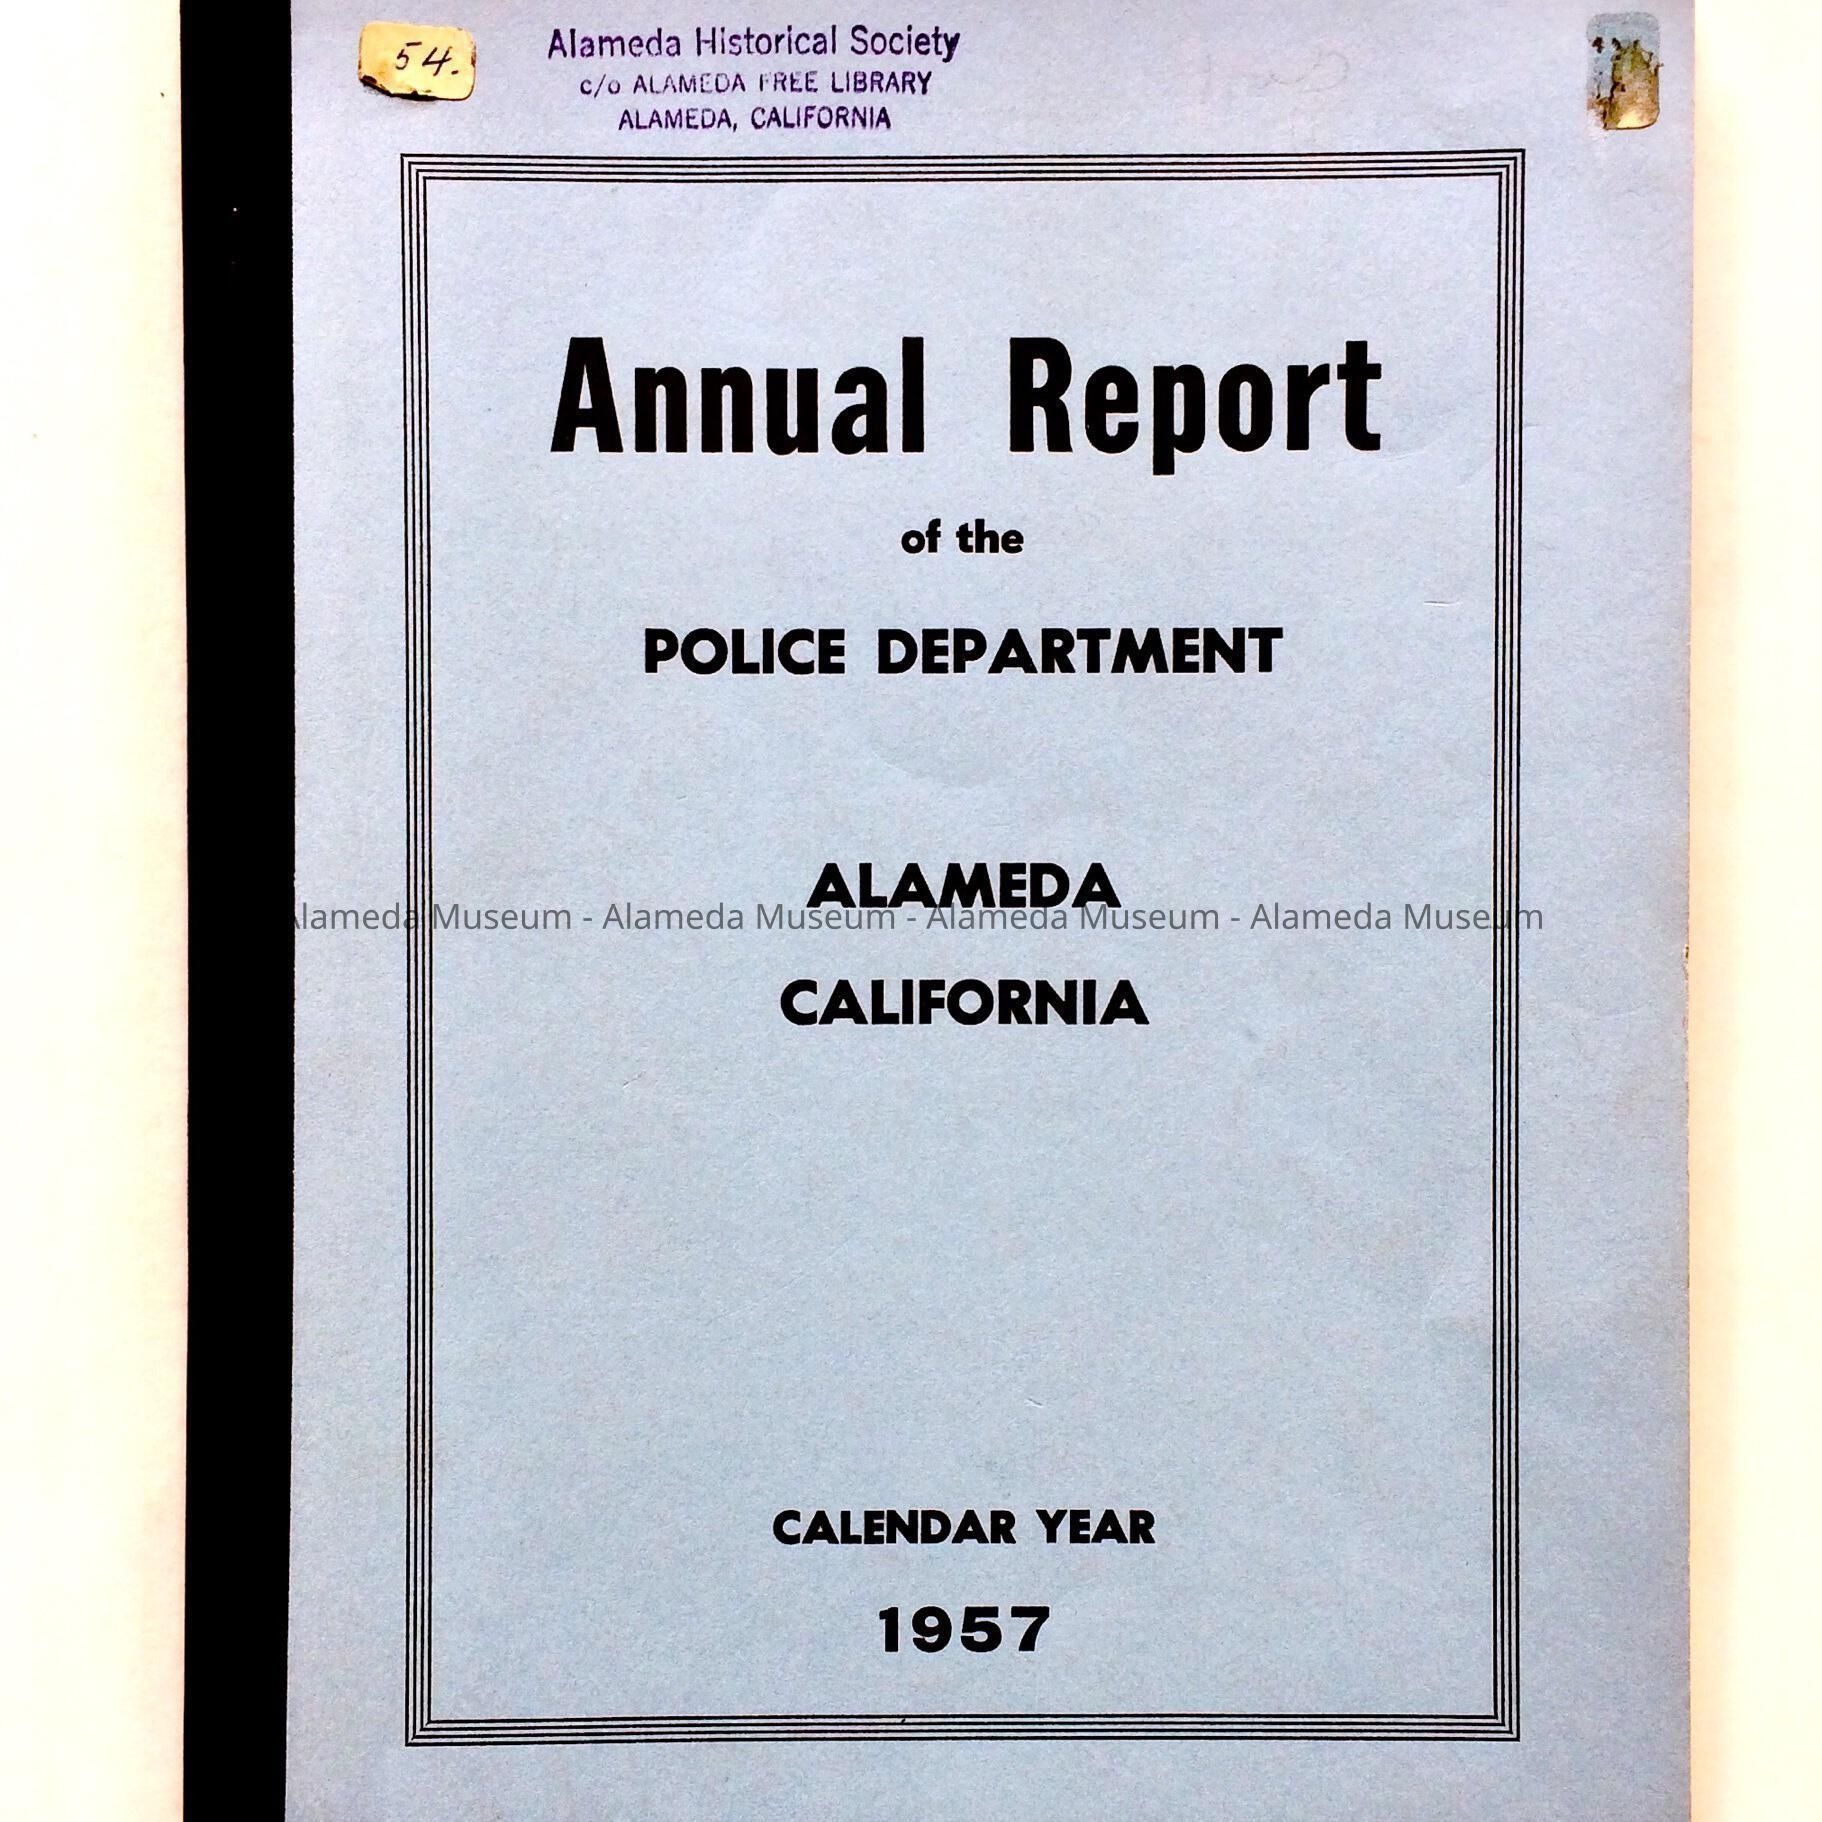 54.
Alameda Historical Society
c/o ALAMEDA FREE LIBRARY
ALAMEDA, CALIFORNIA
Annual Report
of the
POLICE DEPARTMENT
ALAMEDA
Alameda Museum - Alameda Museum - Alameda Museum - Alameda Museum
CALIFORNIA
CALENDAR YEAR
1957